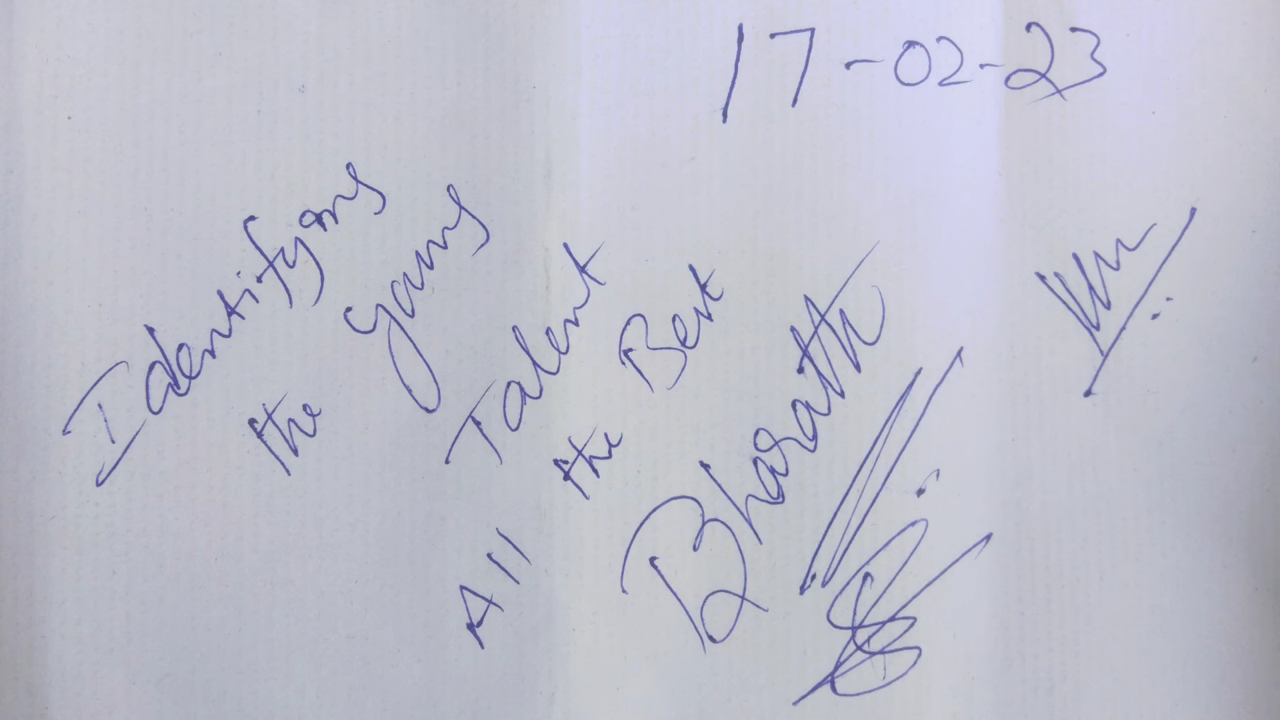 17-02-23
Identifying
the Young
Talent
All the Best
Bharath